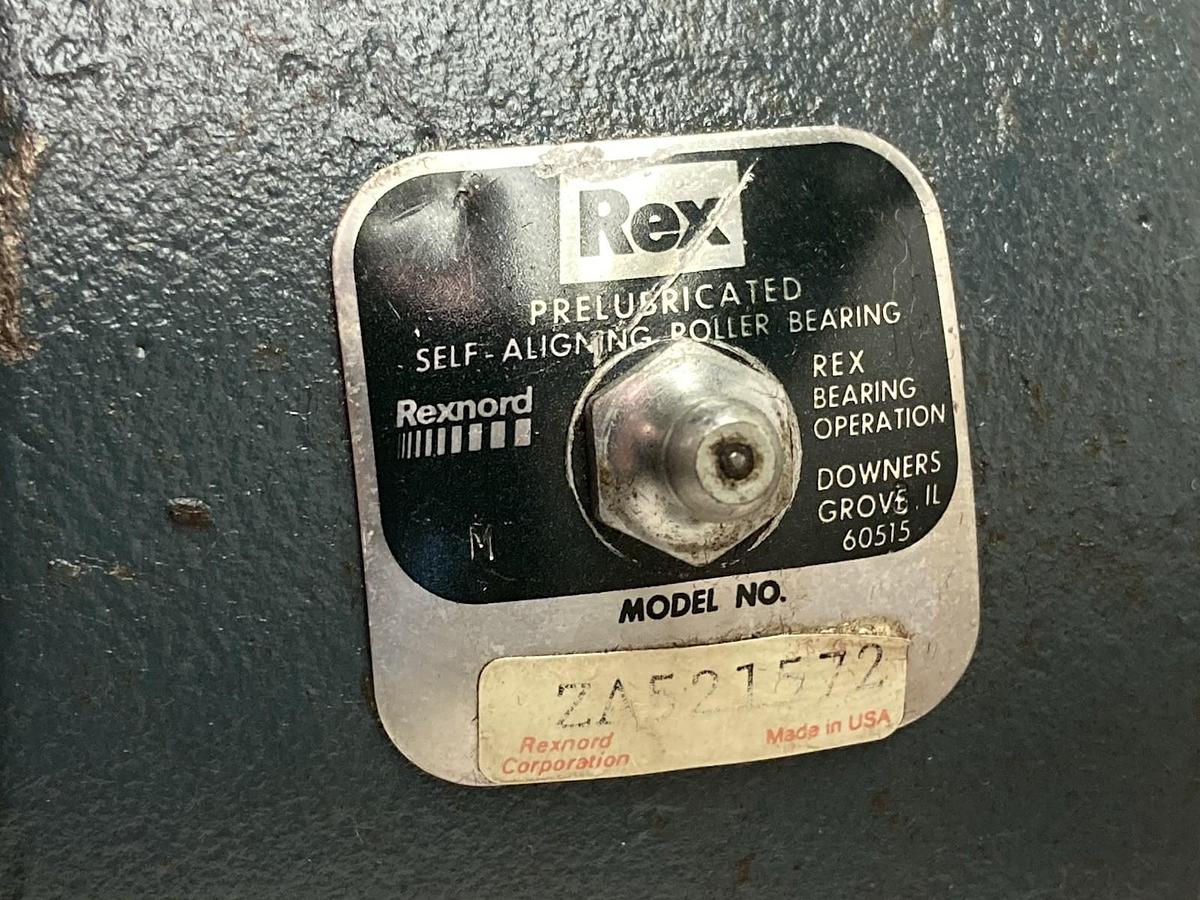 Rex
PRELUBRICATED
SELF-ALIGNING ROLLER BEARING
Rexnord
REX
BEARING
OPERATION
DOWNERS
GROVE, IL
60515
M
MODEL NO.
ZA521572
Rexnord
Corporation
Made in USA